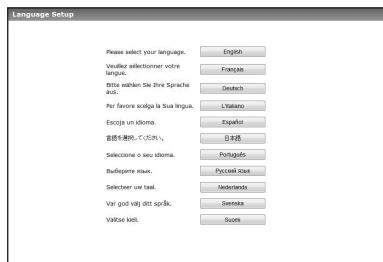 Language Setup
Please select your language.
English
Veuillez sélectionner votre
langue.
Français
Bitte wählen Sie Ihre Sprache
aus.
Deutsch
Per favore scelga la Sua lingua.
L'Italiano
Escoja un idioma.
Español
言語を選択してください。
日本語
Seleccione o seu idioma.
Português
Выберите язык.
Русский язык
Selecteer uw taal.
Nederlands
Var god välj ditt språk.
Svenska
Valitse kieli.
Suomi